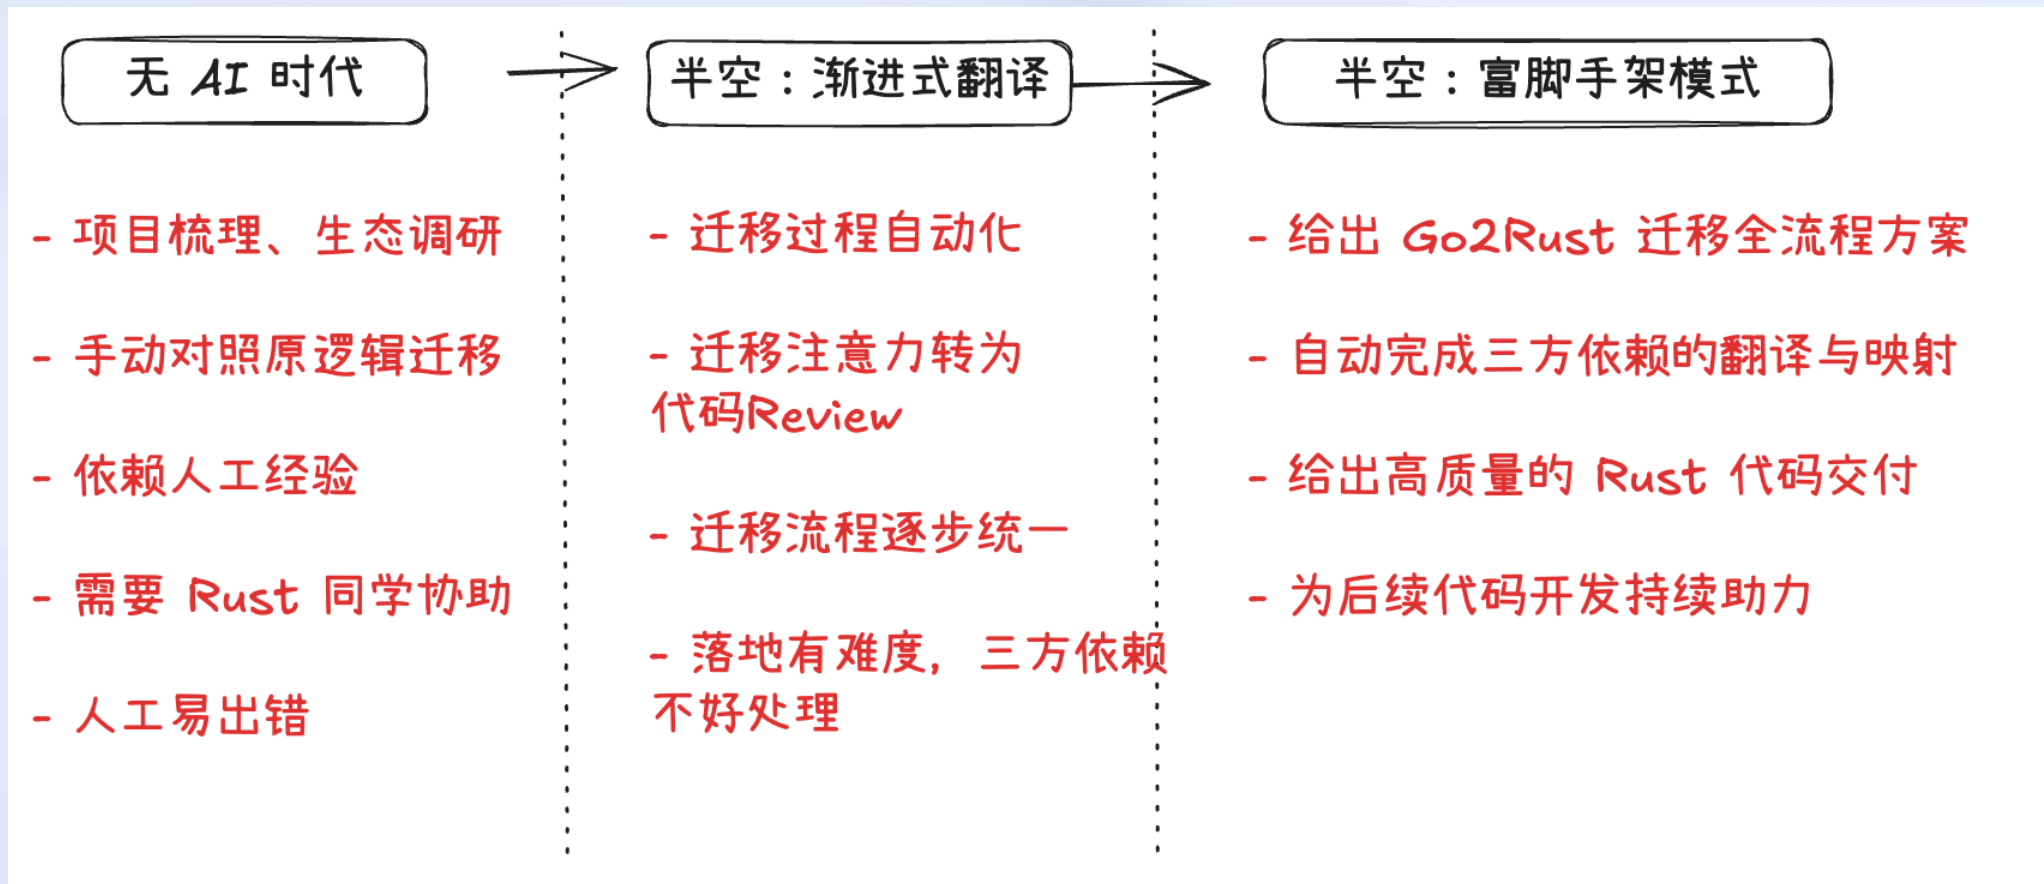 无 AI 时代
- 项目梳理、生态调研
- 手动对照原逻辑迁移
- 依赖人工经验
- 需要 Rust 同学协助
- 人工易出错
半空：渐进式翻译
- 迁移过程自动化
- 迁移注意力转为
代码Review
- 迁移流程逐步统一
- 落地有难度，三方依赖
不好处理
半空：富脚手架模式
- 给出 Go2Rust 迁移全流程方案
- 自动完成三方依赖的翻译与映射
- 给出高质量的 Rust 代码交付
- 为后续代码开发持续助力